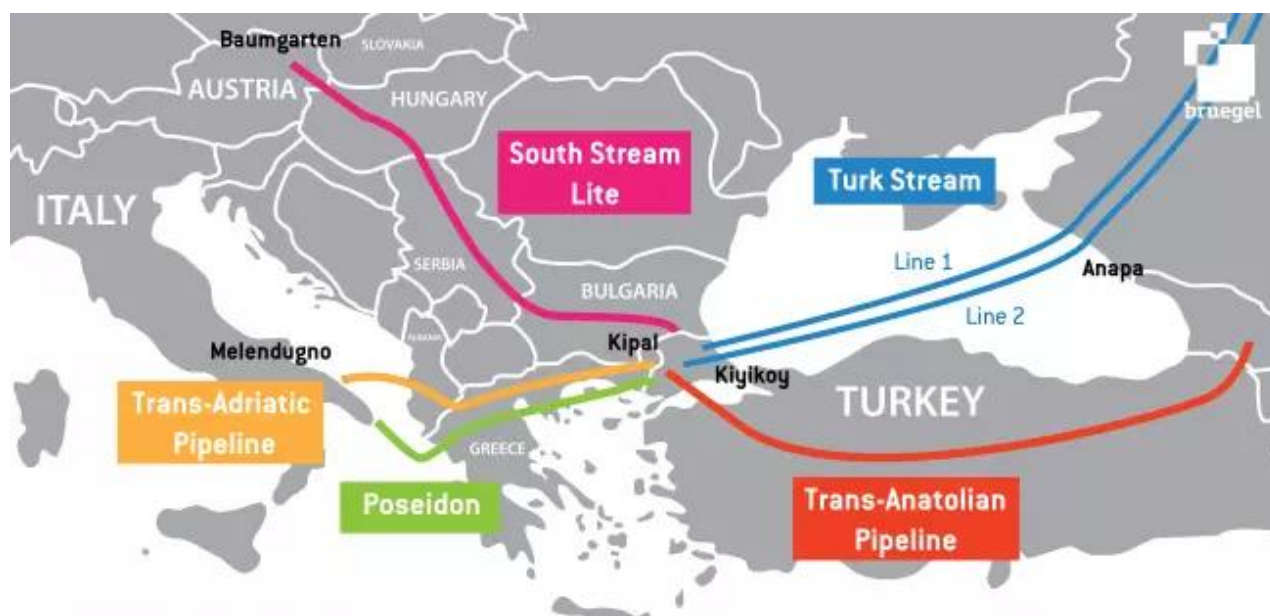 Baumgarten
SLOVAKIA
bruegel
AUSTRIA
HUNGARY
South Stream
Lite
Turk Stream
ITALY
Line 1
SERBIA
Anapa
BULGARIA
Line 2
Kipal
Melendugno
ALBANIA
Kiyikoy
Trans-Adriatic
Pipeline
TURKEY
GREECE
Poseidon
Trans-Anatolian
Pipeline